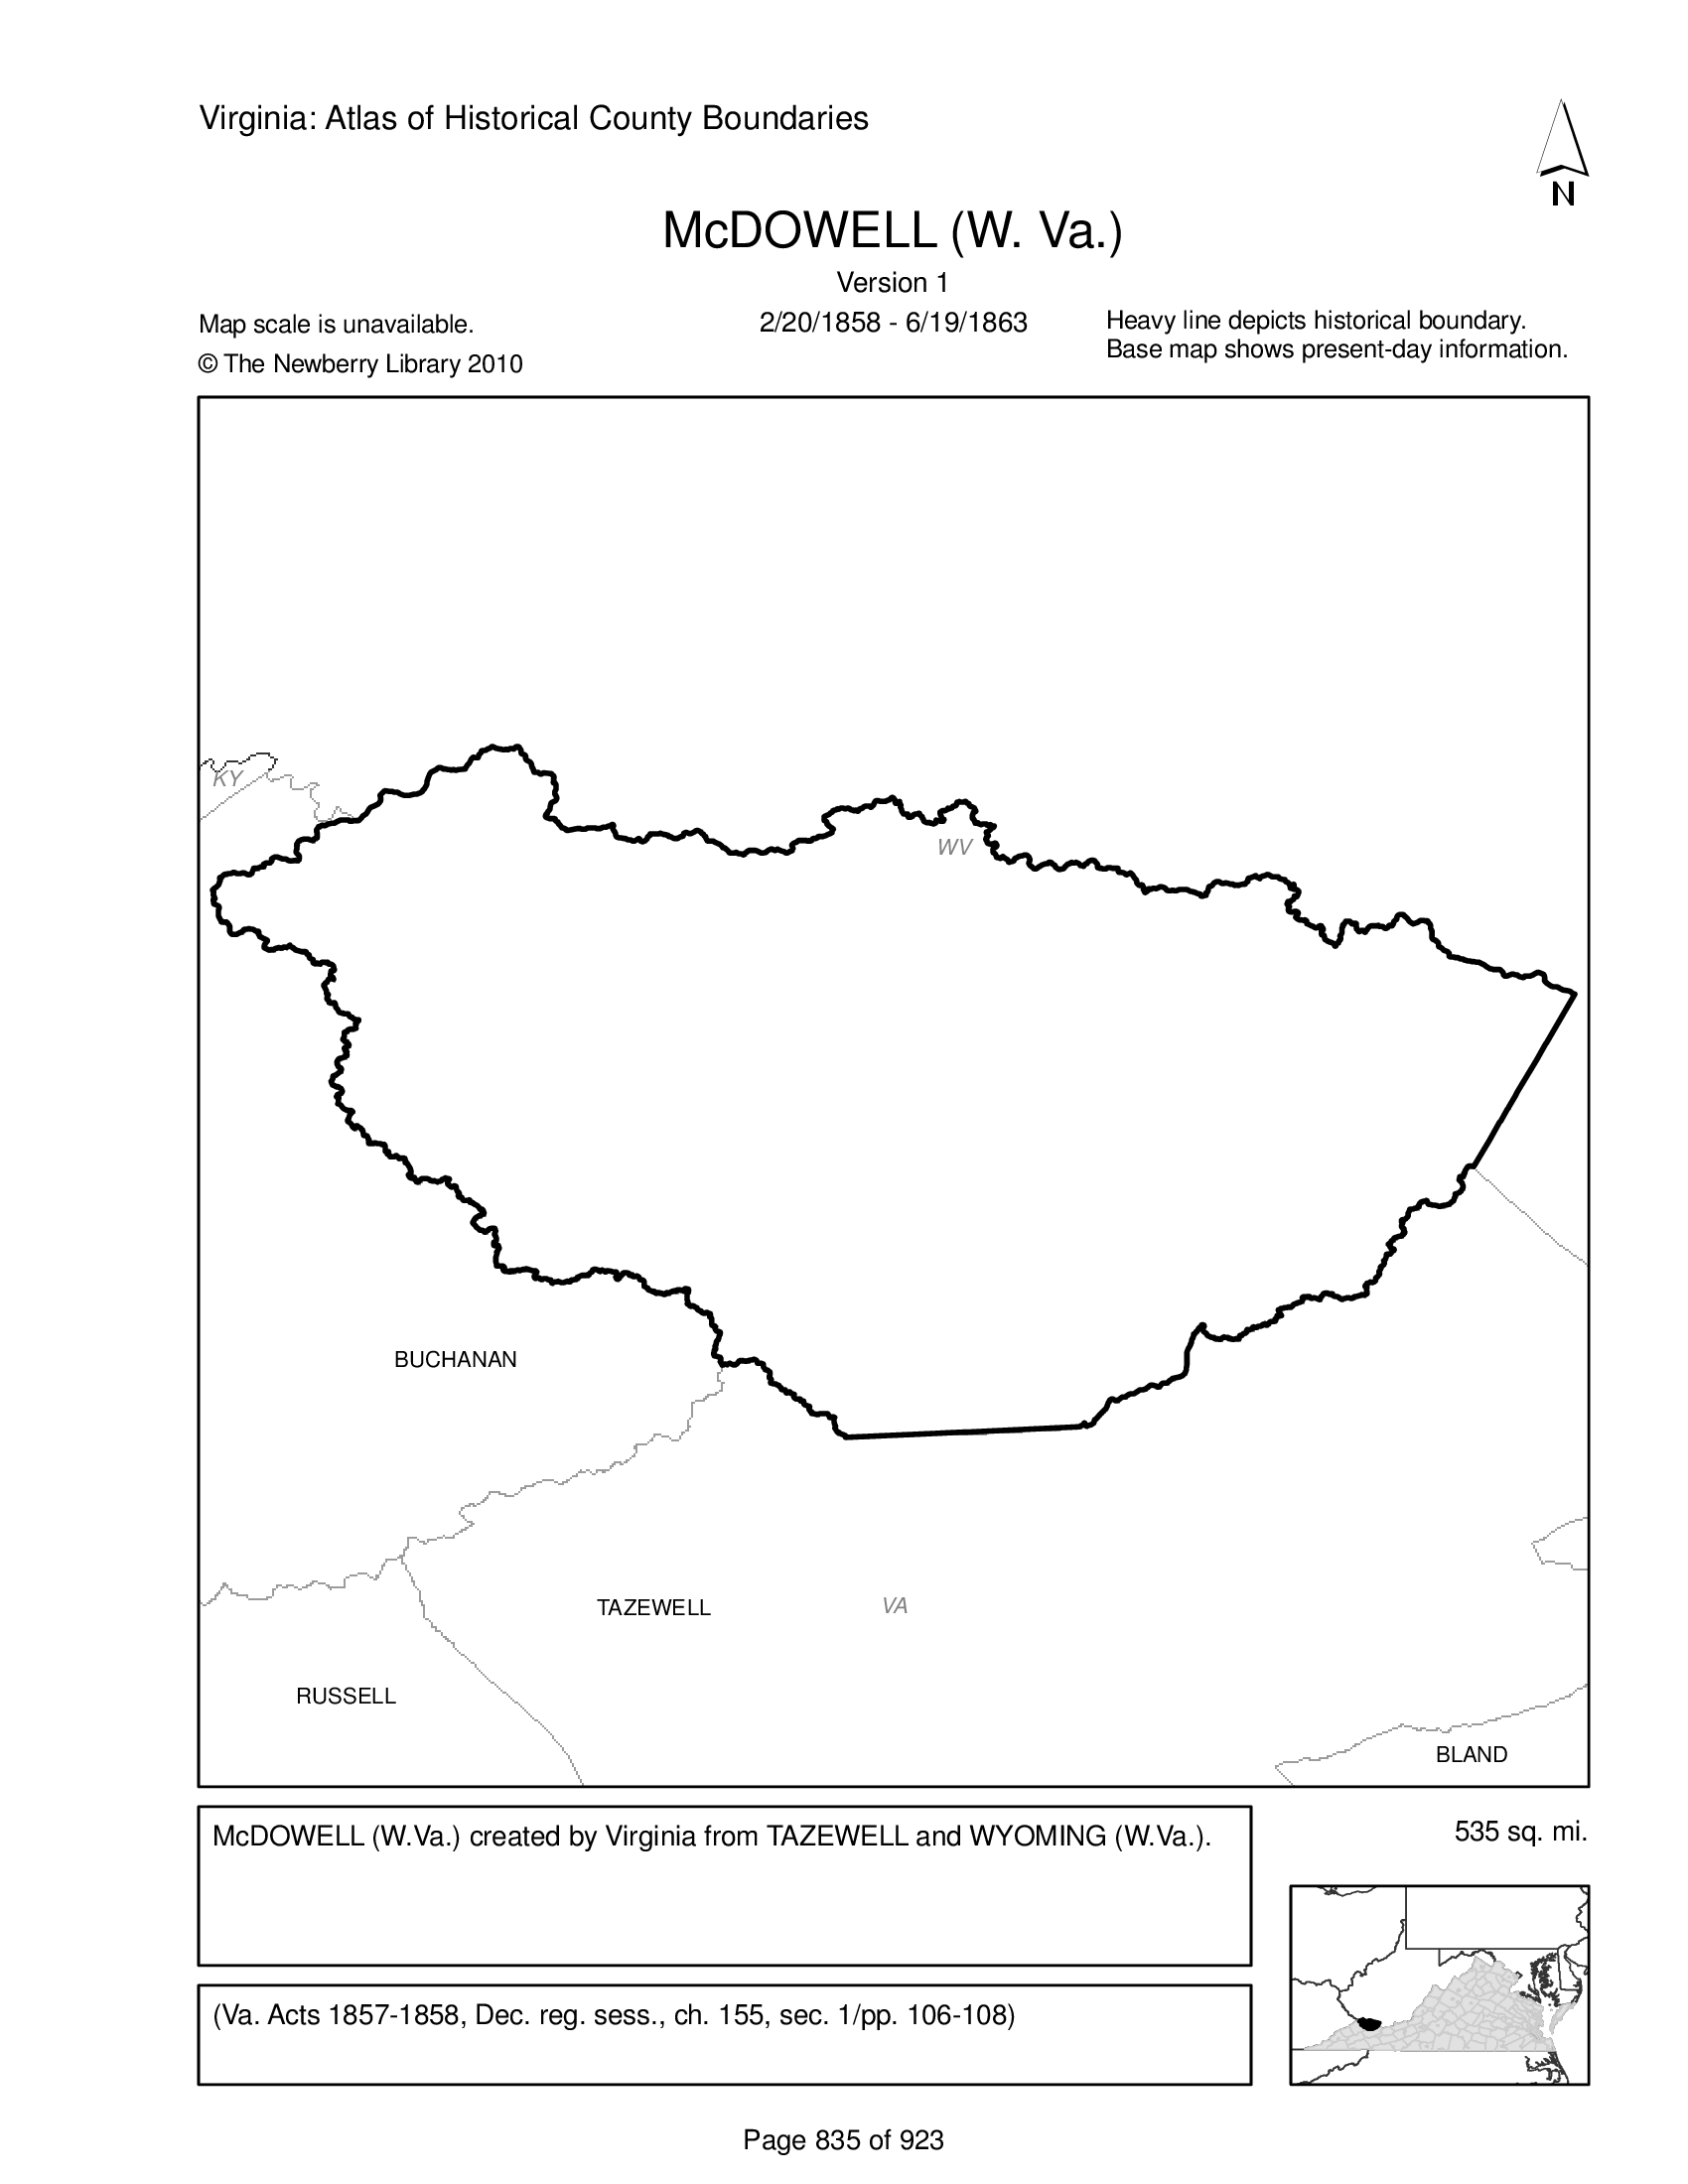 Virginia: Atlas of Historical County Boundaries
N
McDOWELL (W. Va.)
Version 1
2/20/1858 - 6/19/1863
Map scale is unavailable.
© The Newberry Library 2010
Heavy line depicts historical boundary.
Base map shows present-day information.
KY
WV
BUCHANAN
TAZEWELL
VA
RUSSELL
BLAND
McDOWELL (W.Va.) created by Virginia from TAZEWELL and WYOMING (W.Va.).
535 sq. mi.
(Va. Acts 1857-1858, Dec. reg. sess., ch. 155, sec. 1/pp. 106-108)
Page 835 of 923